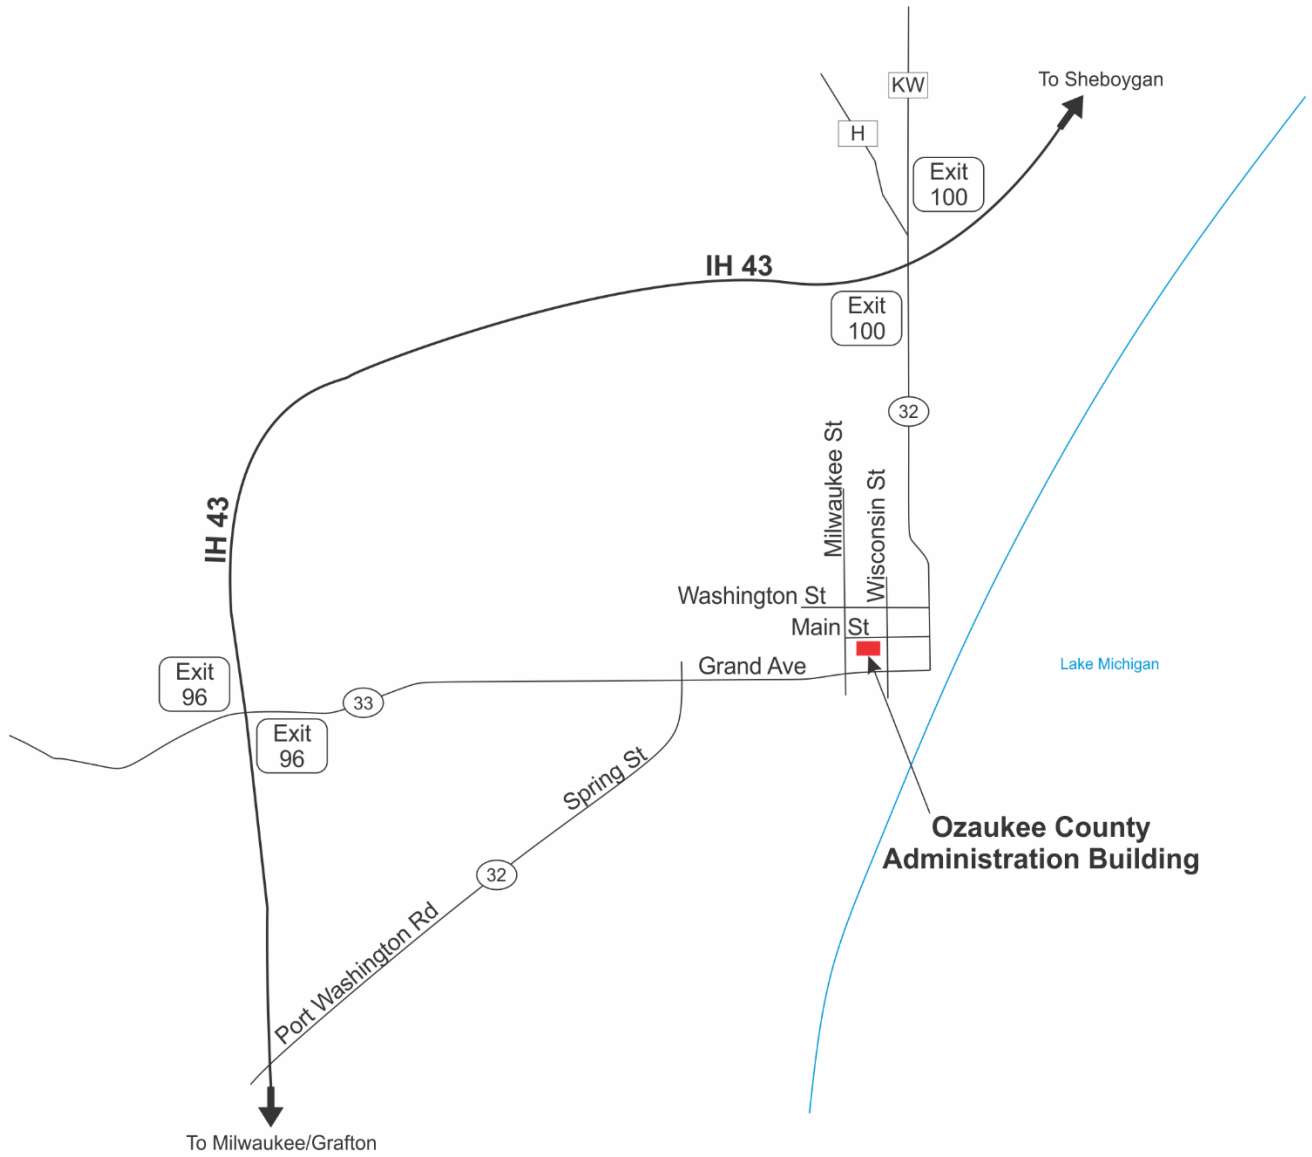 To Sheboygan
KW
H
Exit
100
IH 43
Exit
100
32
Milwaukee St
Wisconsin St
IH 43
Washington St
Main St
Grand Ave
Lake Michigan
Exit
96
33
Exit
96
Spring St
Ozaukee County
Administration Building
32
Port Washington Rd
To Milwaukee/Grafton